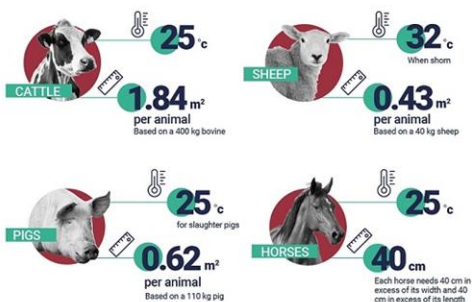 25 °c
CATTLE
1.84 m²
per animal
Based on a 400 kg bovine
32 °c
When shorn
SHEEP
0.43 m²
per animal
Based on a 40 kg sheep
25 °c
for slaughter pigs
PIGS
0.62 m²
per animal
Based on a 110 kg pig
25 °c
HORSES
40 cm
Each horse needs 40 cm in
excess of its width and 40
cm in excess of its length